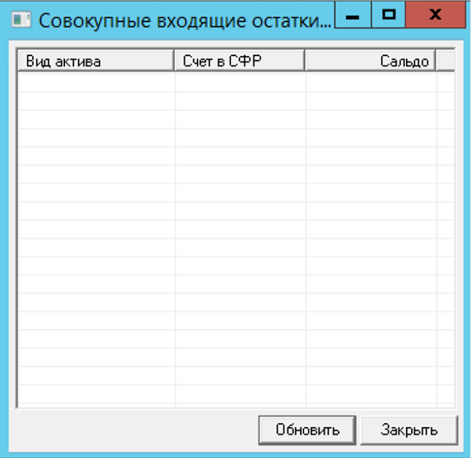 Совокупные входящие остатки...
Вид актива Счет в СФР Сальдо
Обновить Закрыть